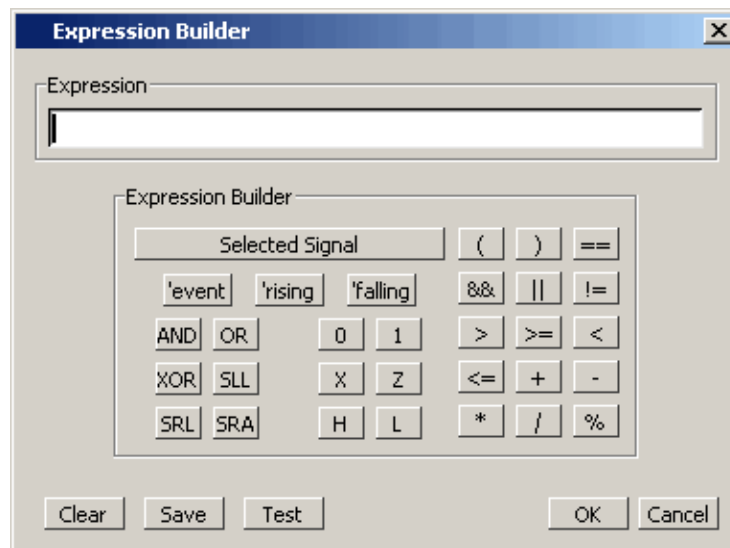 Expression Builder
Expression
Expression Builder
Selected Signal ( ) ==
'event 'rising 'falling && || !=
AND OR 0 1 > >= <
XOR SLL X Z <= + -
SRL SRA H L * / %
Clear Save Test OK Cancel